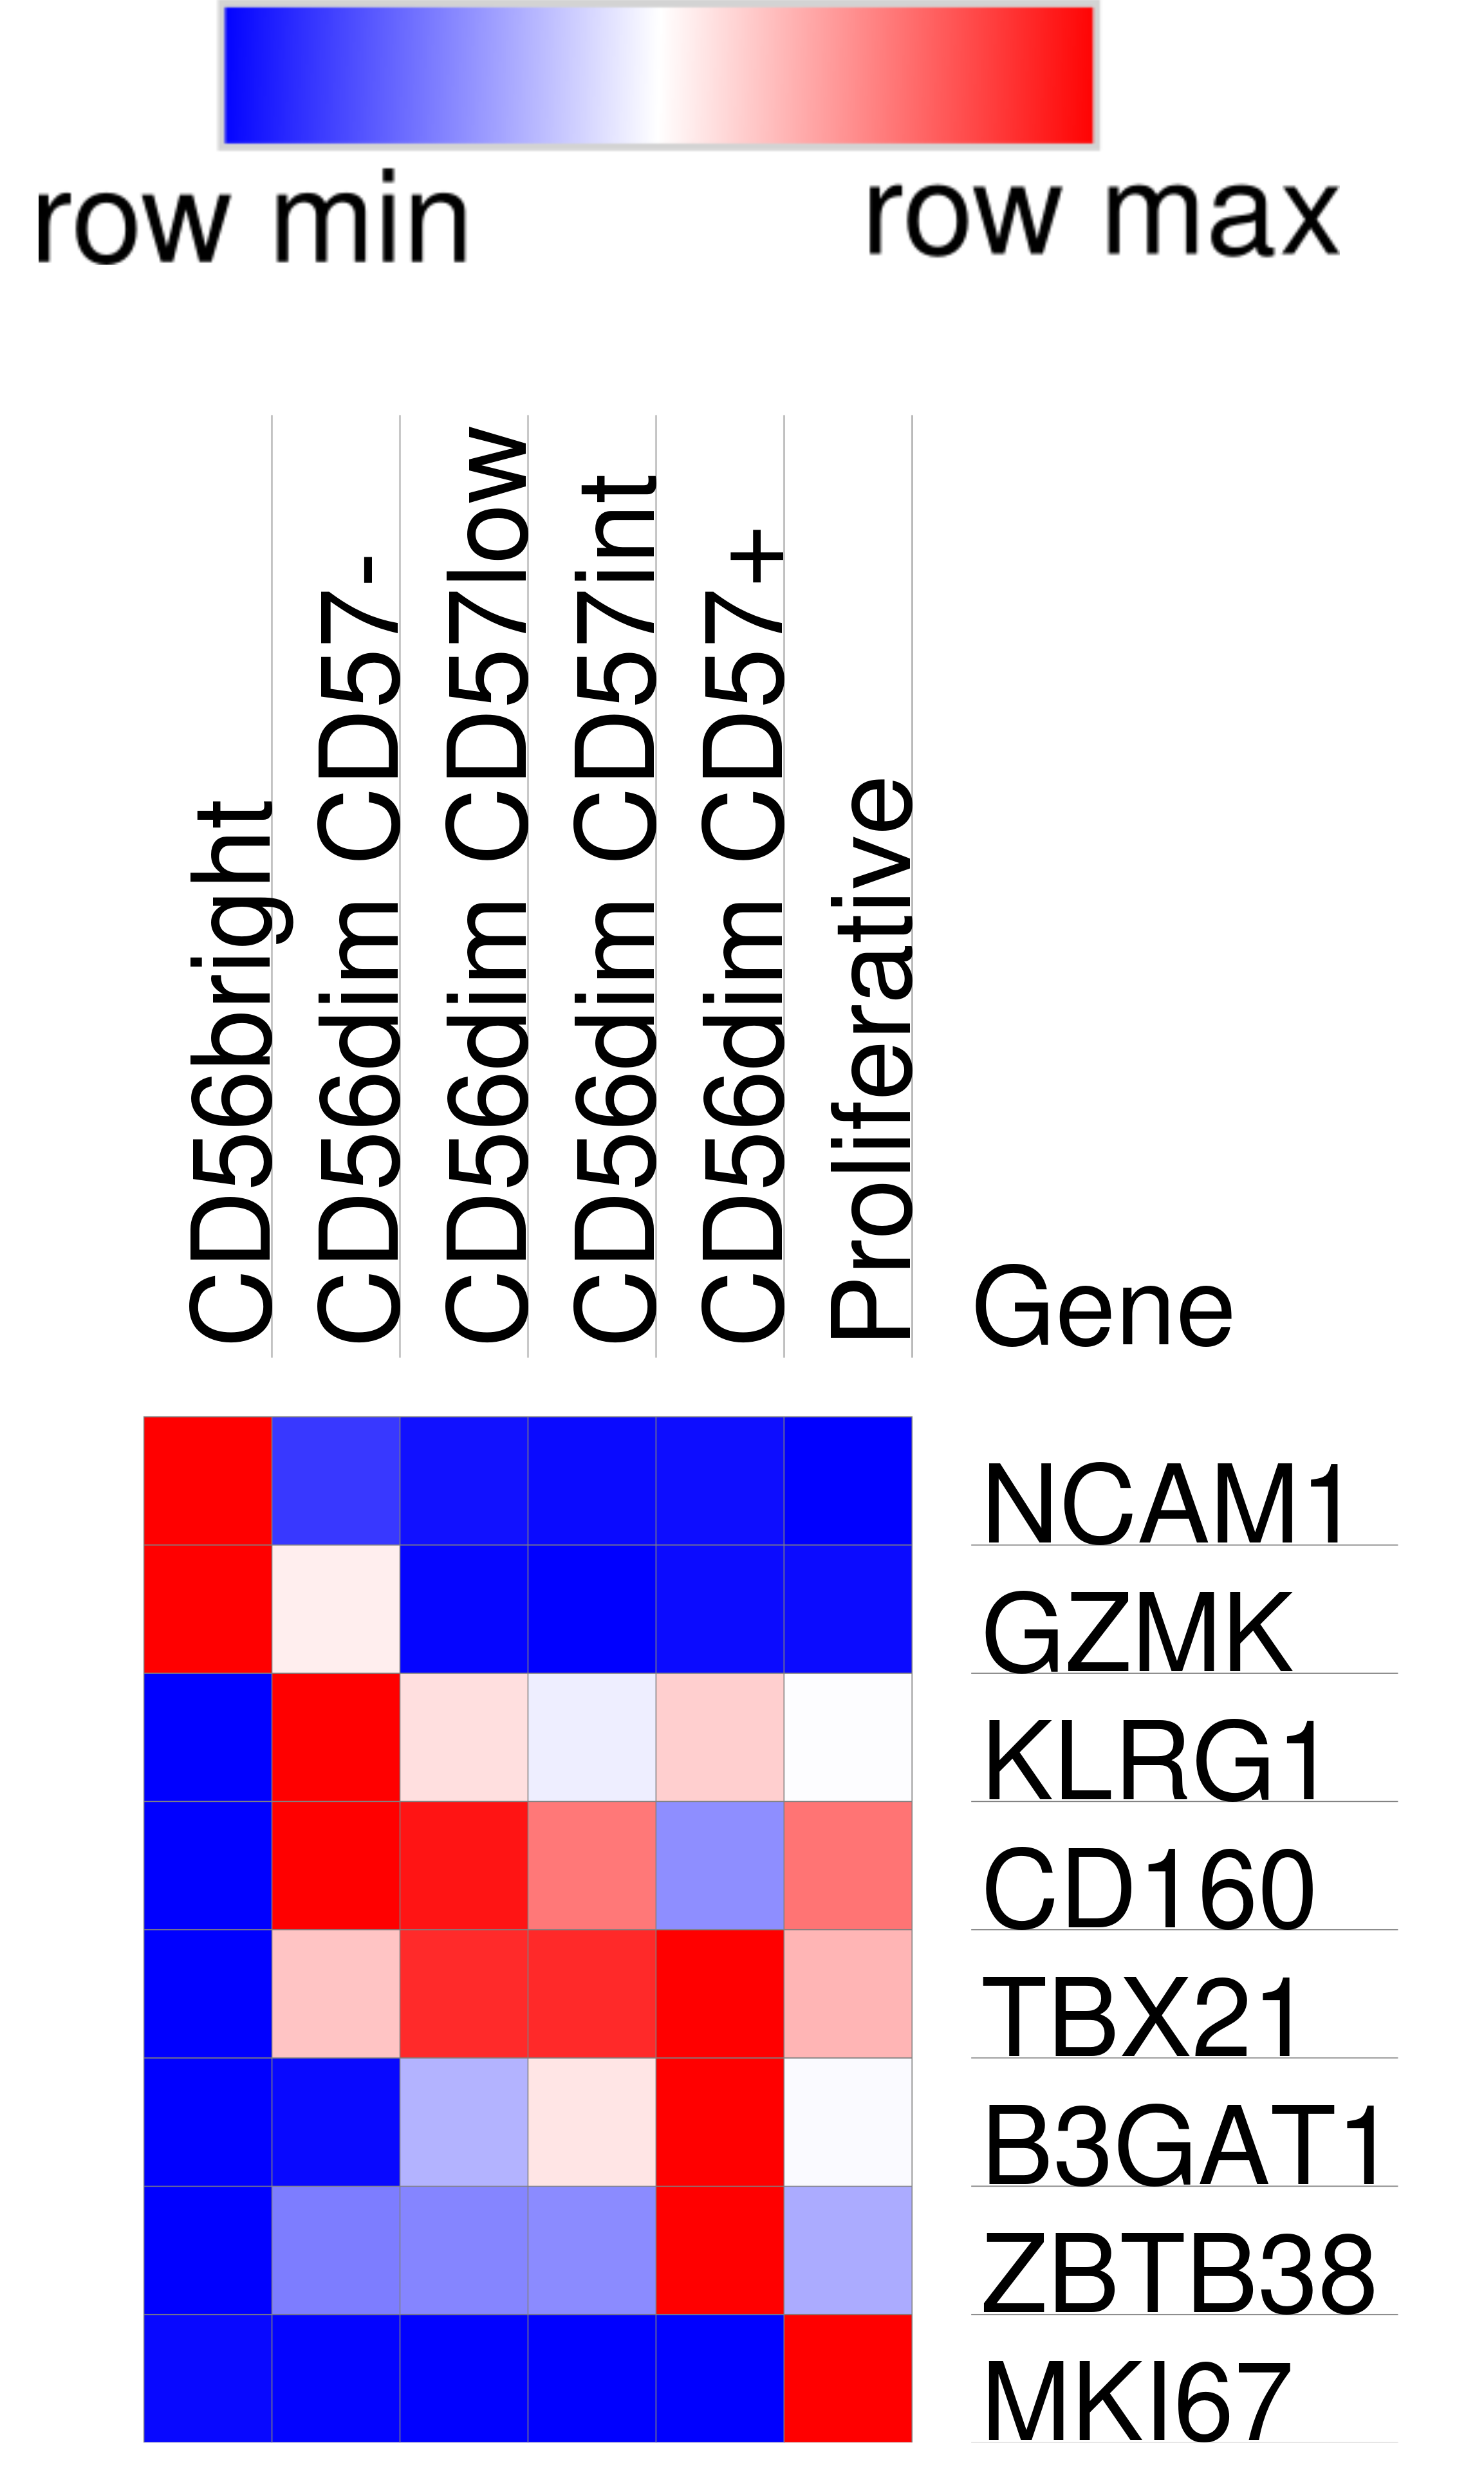 row min row max
CD56bright
CD56dim CD57-
CD56dim CD57low
CD56dim CD57int
CD56dim CD57+
Proliferative
Gene
NCAM1
GZMK
KLRG1
CD160
TBX21
B3GAT1
ZBTB38
MKI67